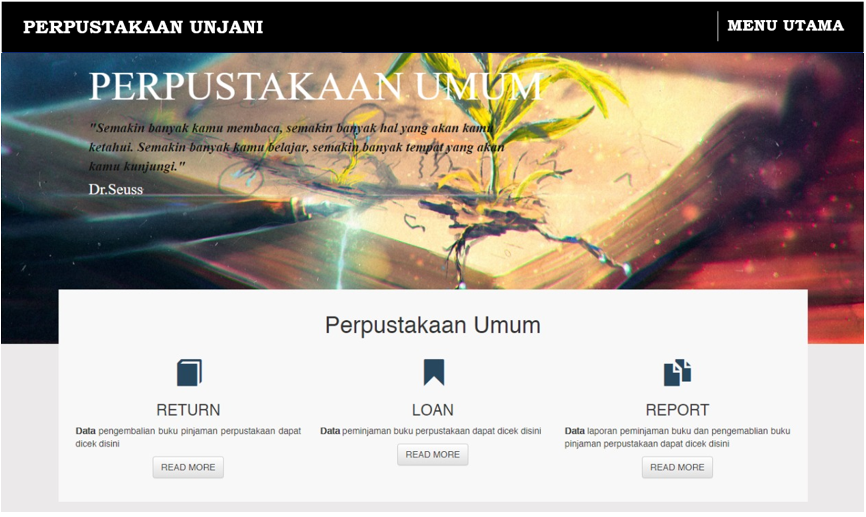 PERPUSTAKAAN UNJANI
MENU UTAMA
PERPUSTAKAAN UMUM
"Semakin banyak kamu membaca, semakin banyak hal yang akan kamu
ketahui. Semakin banyak kamu belajar, semakin banyak tempat yang akan
kamu kunjungi."
Dr.Seuss
Perpustakaan Umum
RETURN
Data pengembalian buku pinjaman perpustakaan dapat
dicek disini
READ MORE
LOAN
Data peminjaman buku perpustakaan dapat dicek disini
READ MORE
REPORT
Data laporan peminjaman buku dan pengemablian buku
pinjaman perpustakaan dapat dicek disini
READ MORE